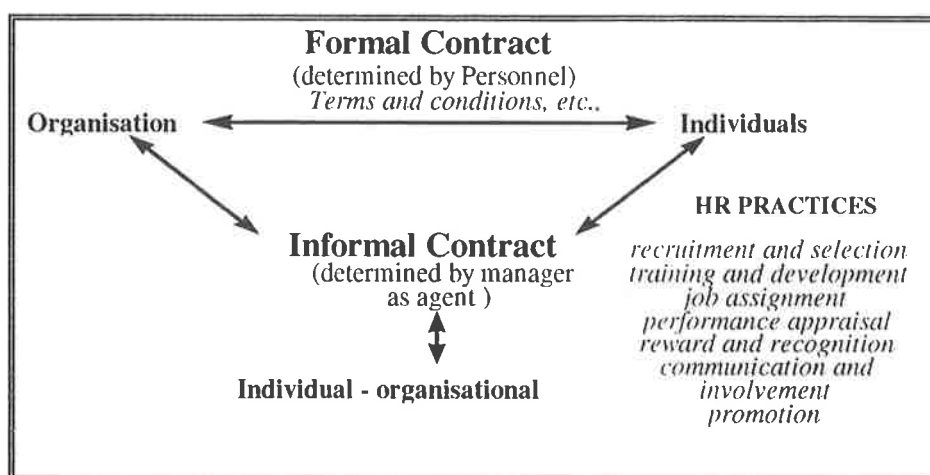 Formal Contract
(determined by Personnel)
Terms and conditions, etc..
Organisation
Individuals
Informal Contract
(determined by manager
as agent )
Individual - organisational
HR PRACTICES
recruitment and selection
training and development
job assignment
performance appraisal
reward and recognition
communication and
involvement
promotion